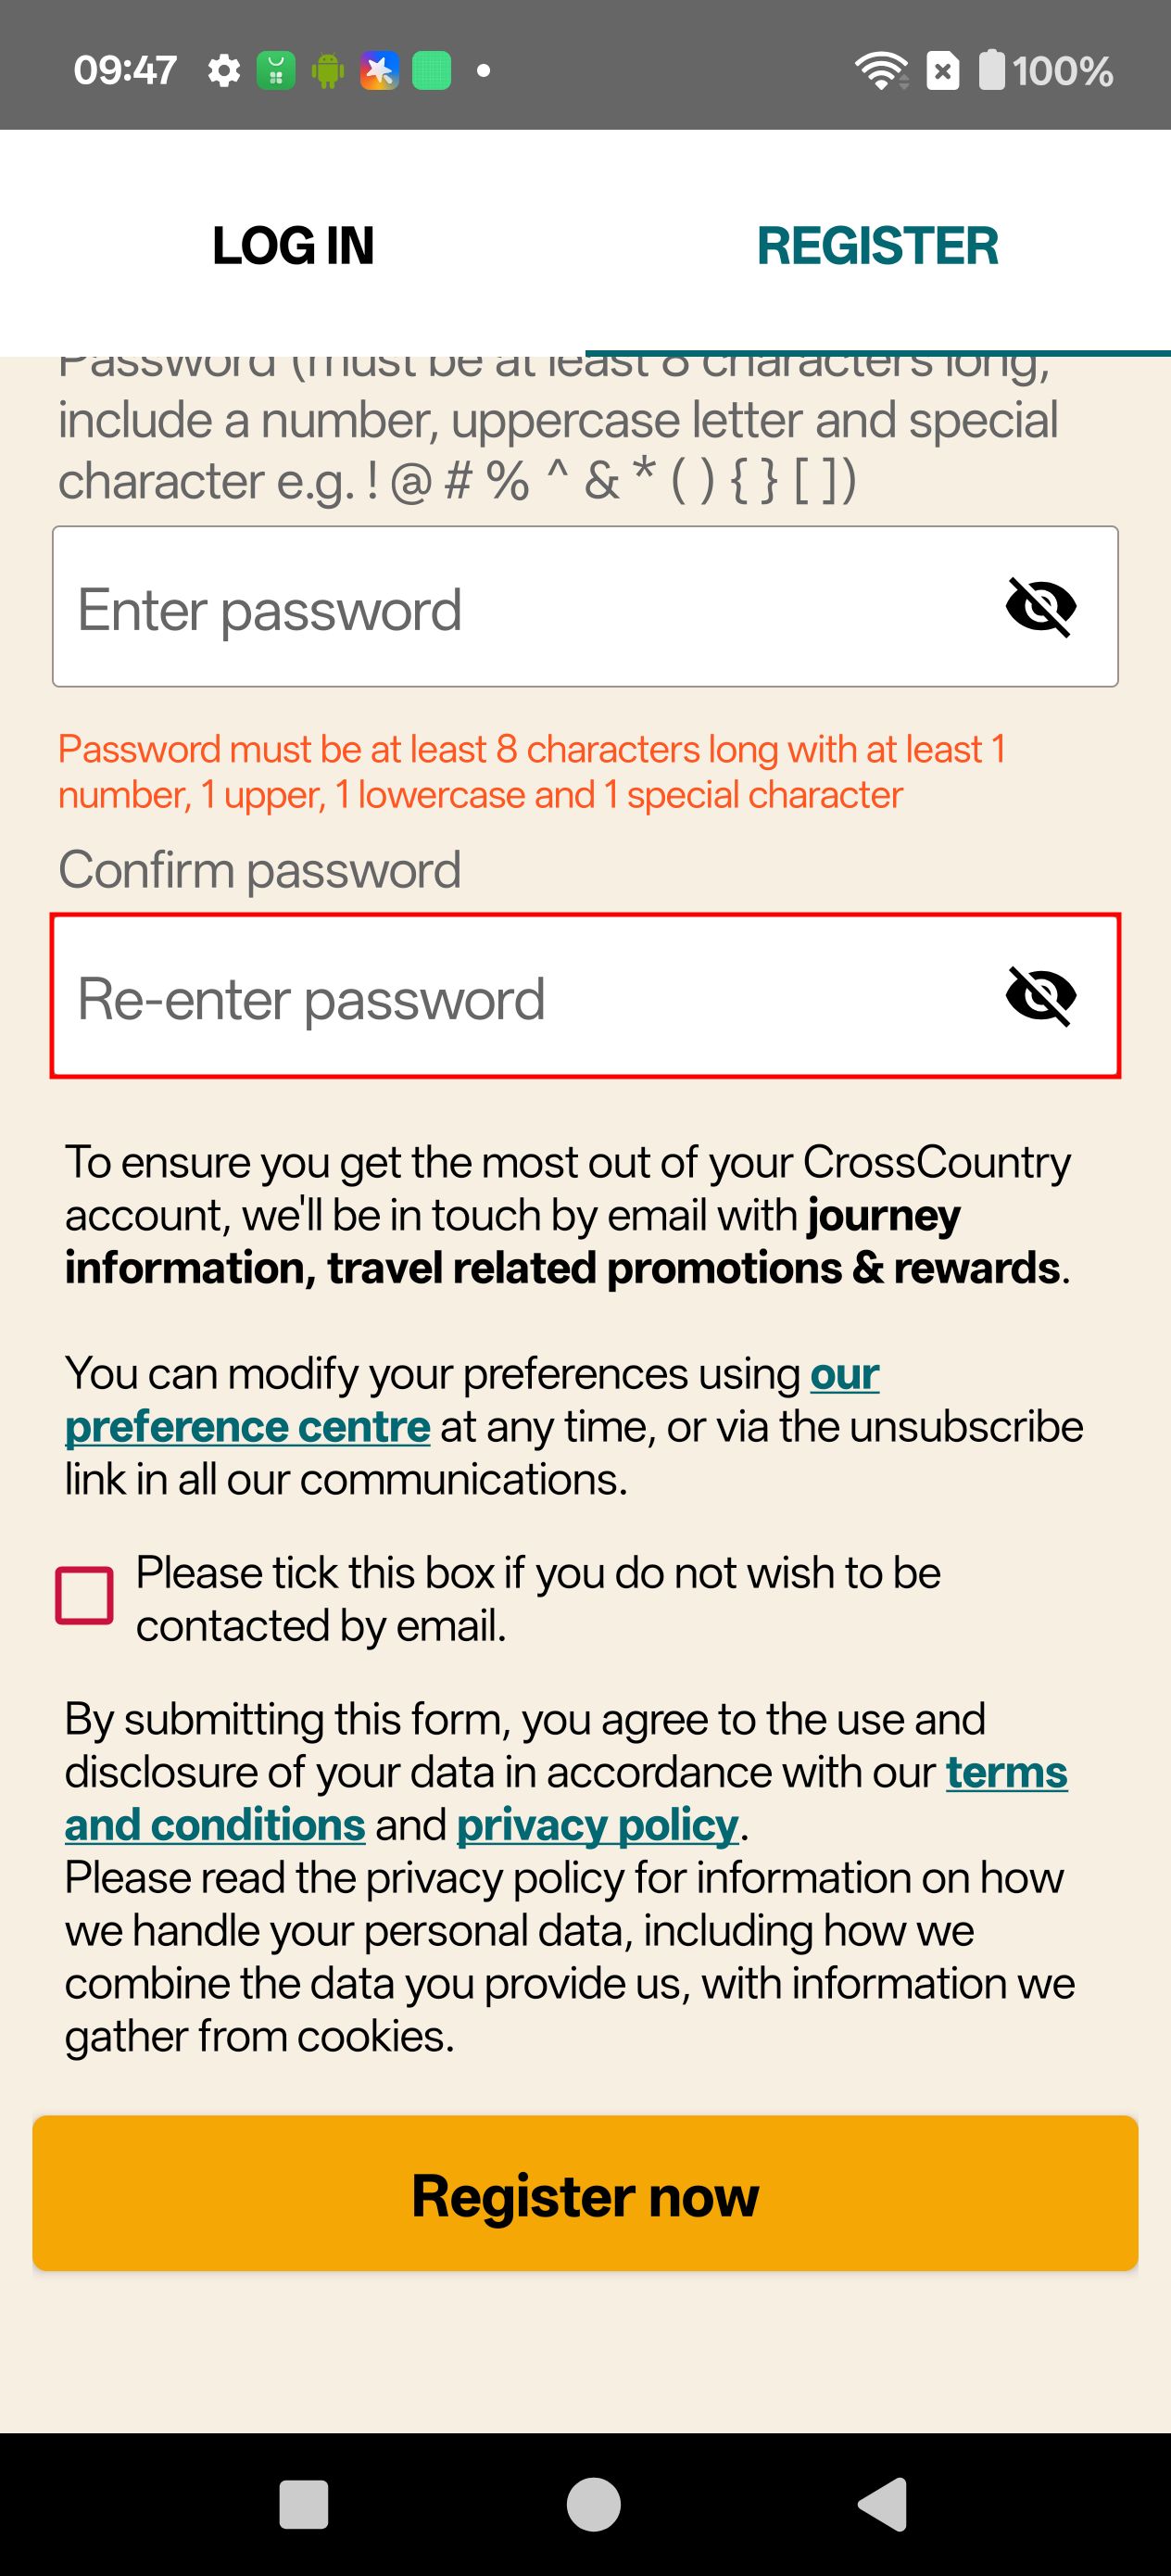 09:47
100%
LOG IN
REGISTER
Password (must be at least 8 characters long,
include a number, uppercase letter and special
character e.g. ! @ # % ^ & * ( ) { } [ ])
Enter password
Password must be at least 8 characters long with at least 1
number, 1 upper, 1 lowercase and 1 special character
Confirm password
Re-enter password
To ensure you get the most out of your CrossCountry
account, we'll be in touch by email with journey
information, travel related promotions & rewards.
You can modify your preferences using our
preference centre at any time, or via the unsubscribe
link in all our communications.
Please tick this box if you do not wish to be
contacted by email.
By submitting this form, you agree to the use and
disclosure of your data in accordance with our terms
and conditions and privacy policy.
Please read the privacy policy for information on how
we handle your personal data, including how we
combine the data you provide us, with information we
gather from cookies.
Register now